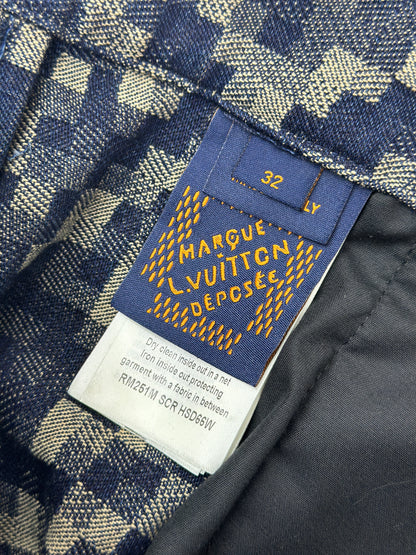 32
LY
MARQUE
L.VUITTON
DÉPOSÉE
Dry clean inside out in a net
Iron inside out protecting
garment with a fabric in between
RM251M SCR HSD66W